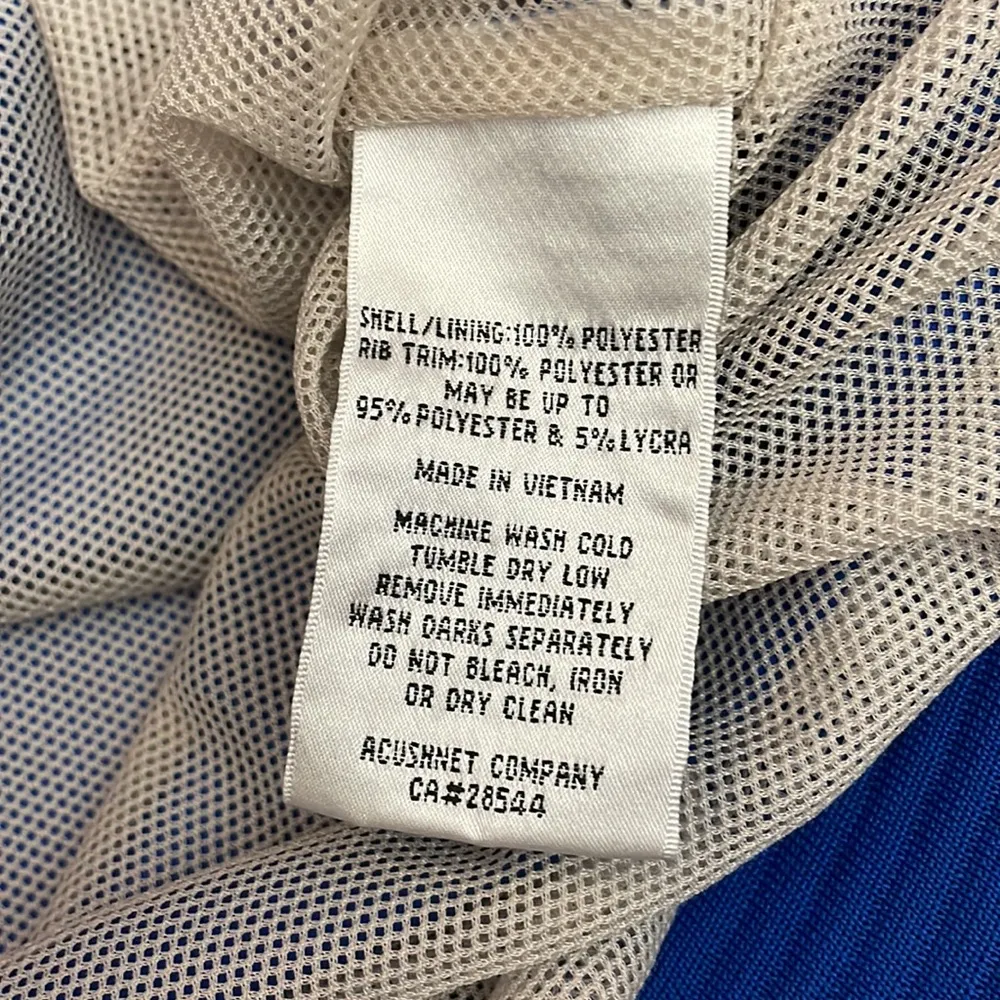 SHELL/LINING:100% POLYESTER
RIB TRIM:100% POLYESTER OR
MAY BE UP TO
95% POLYESTER & 5% LYCRA
MADE IN VIETNAM
MACHINE WASH COLD
TUMBLE DRY LOW
REMOVE IMMEDIATELY
WASH DARKS SEPARATELY
DO NOT BLEACH, IRON
OR DRY CLEAN
ACUSHNET COMPANY
CA#28544